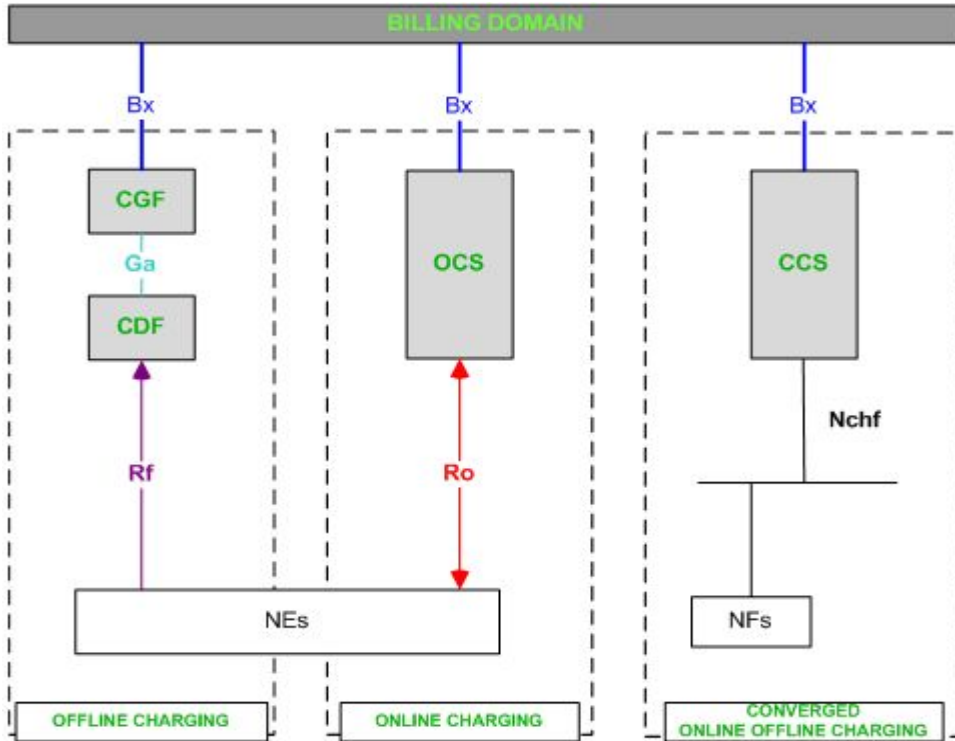 BILLING DOMAIN
Bx
Bx
Bx
CGF
Ga
CDF
OCS
CCS
Nchf
Rf
Ro
NEs
NFs
OFFLINE CHARGING
ONLINE CHARGING
CONVERGED
ONLINE OFFLINE CHARGING